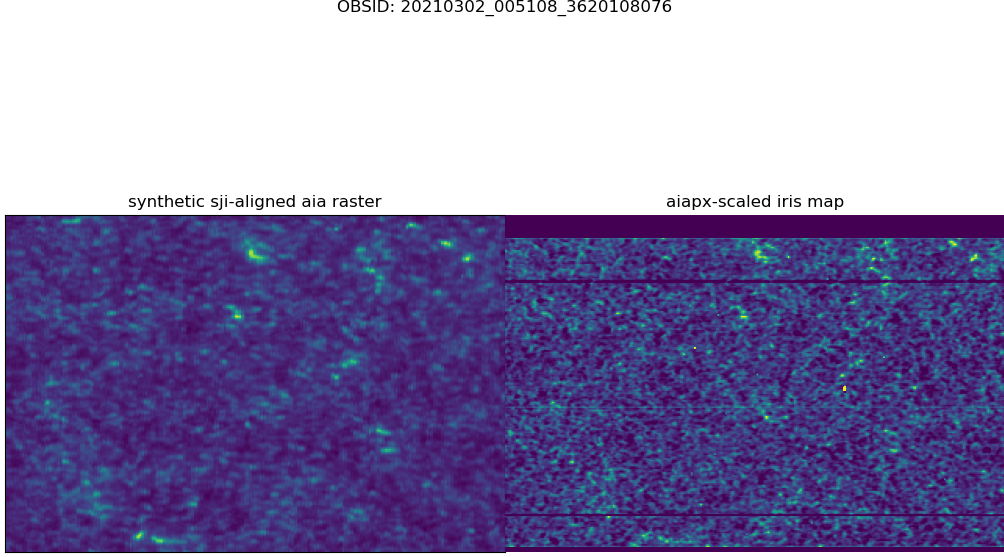 OBSID: 20210302_005108_3620108076
synthetic sji-aligned aia raster
aiapx-scaled iris map